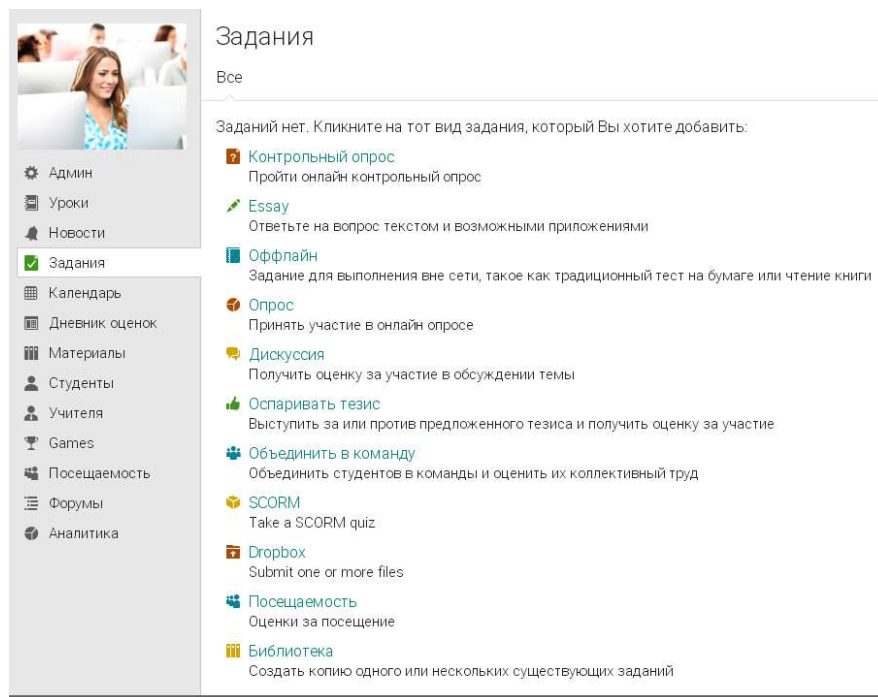 Задания
Все
Заданий нет. Кликните на тот вид задания, который Вы хотите добавить:
Контрольный опрос
Пройти онлайн контрольный опрос
Essay
Ответьте на вопрос текстом и возможными приложениями
Оффлайн
Задание для выполнения вне сети, такое как традиционный тест на бумаге или чтение книги
Опрос
Принять участие в онлайн опросе
Дискуссия
Получить оценку за участие в обсуждении темы
Оспаривать тезис
Выступить за или против предложенного тезиса и получить оценку за участие
Объединить в команду
Объединить студентов в команды и оценить их коллективный труд
SCORM
Take a SCORM quiz
Dropbox
Submit one or more files
Посещаемость
Оценки за посещение
Библиотека
Создать копию одного или нескольких существующих заданий
Админ
Уроки
Новости
Задания
Календарь
Дневник оценок
Материалы
Студенты
Учителя
Games
Посещаемость
Форумы
Аналитика